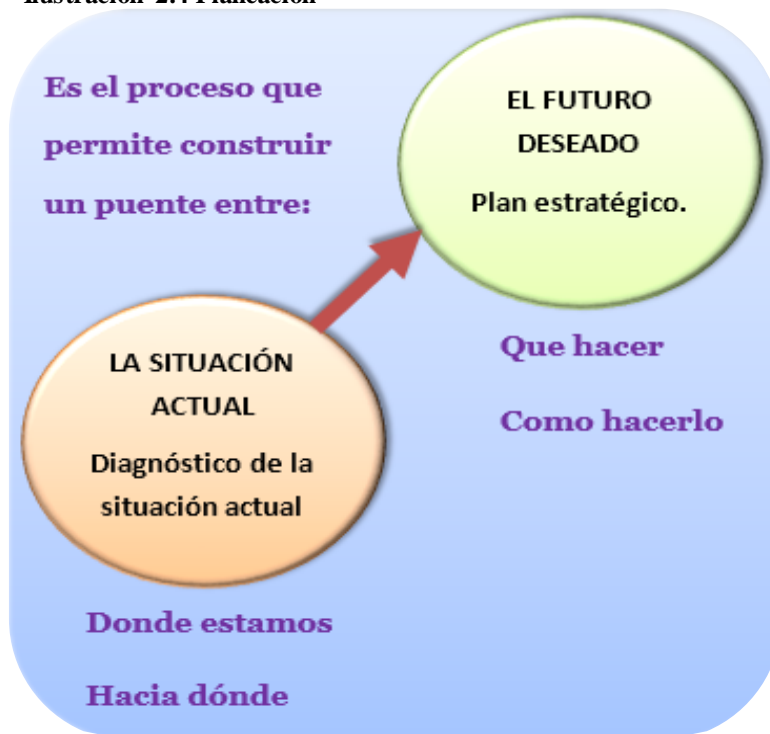 Ilustración 2.4 Planeación
Es el proceso que
permite construir
un puente entre:
EL FUTURO
DESEADO
Plan estratégico.
LA SITUACIÓN
ACTUAL
Diagnóstico de la
situación actual
Que hacer
Como hacerlo
Donde estamos
Hacia dónde